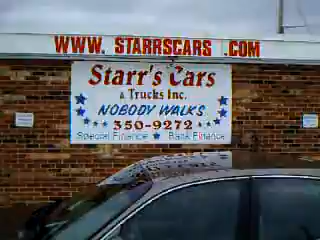 WWW. STARRSCARS .COM
Starr's Cars
& Trucks Inc.
NOBODY WALKS
350-9272
Special Finance ★ Bank Finance